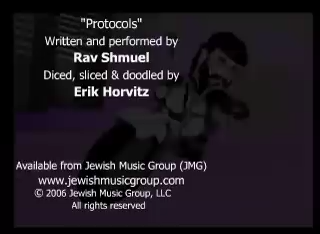 "Protocols"
Written and performed by
Rav Shmuel
Diced, sliced & doodled by
Erik Horvitz
Available from Jewish Music Group (JMG)
www.jewishmusicgroup.com
© 2006 Jewish Music Group, LLC
All rights reserved